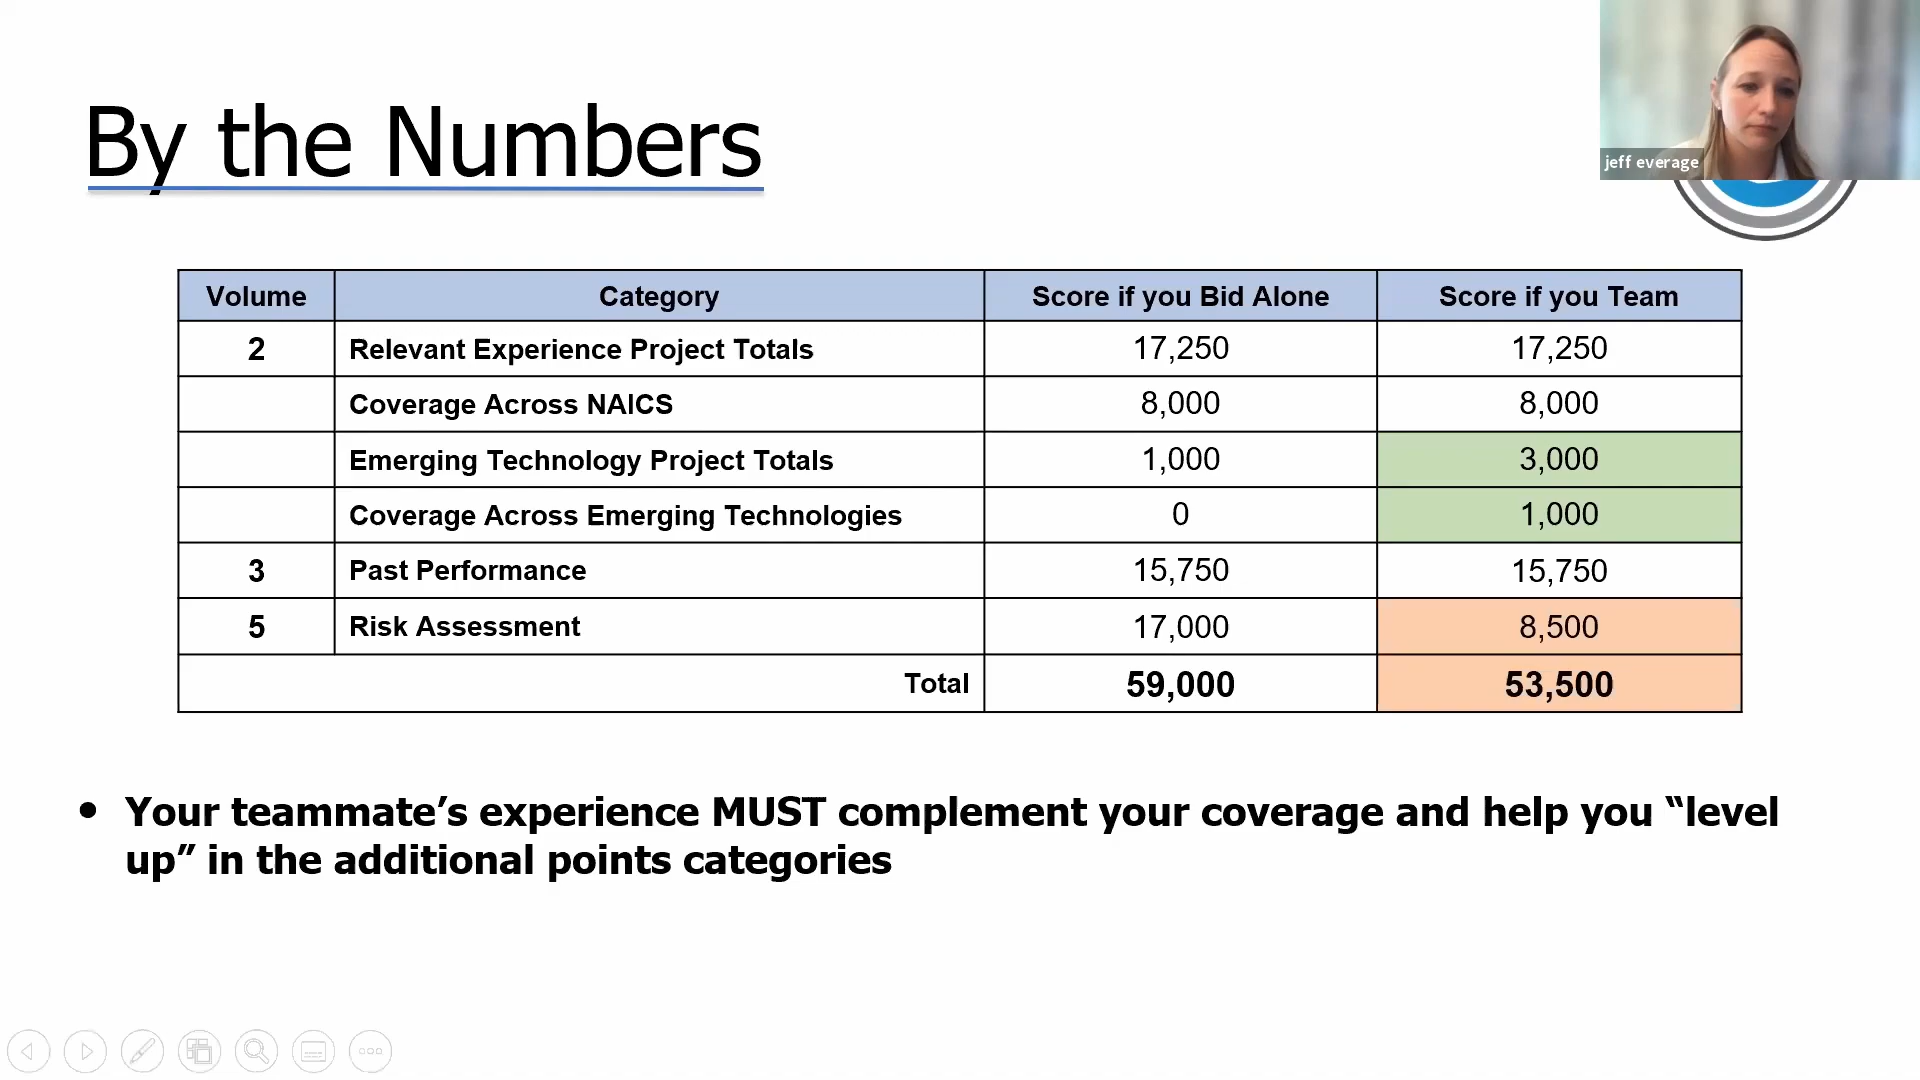 By the Numbers
jeff everage
Volume Category Score if you Bid Alone Score if you Team
2 Relevant Experience Project Totals 17,250 17,250
Coverage Across NAICS 8,000 8,000
Emerging Technology Project Totals 1,000 3,000
Coverage Across Emerging Technologies 0 1,000
3 Past Performance 15,750 15,750
5 Risk Assessment 17,000 8,500
Total 59,000 53,500
• Your teammate’s experience MUST complement your coverage and help you “level
up” in the additional points categories